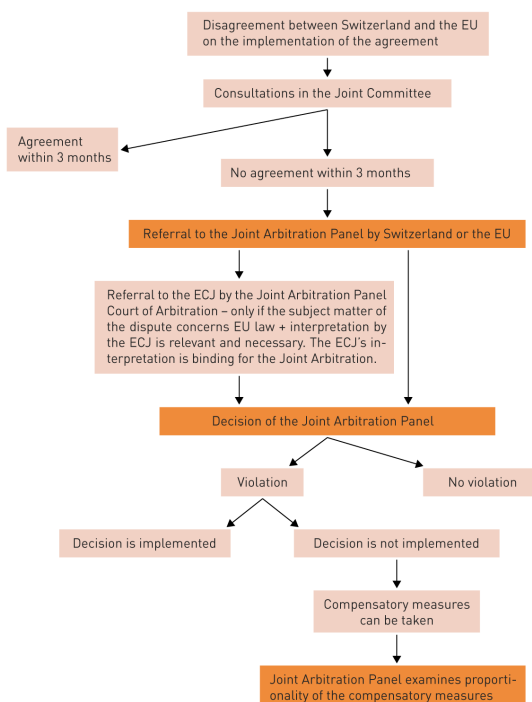 Disagreement between Switzerland and the EU
on the implementation of the agreement
Consultations in the Joint Committee
Agreement
within 3 months
No agreement within 3 months
Referral to the Joint Arbitration Panel by Switzerland or the EU
Referral to the ECJ by the Joint Arbitration Panel
Court of Arbitration – only if the subject matter of
the dispute concerns EU law + interpretation by
the ECJ is relevant and necessary. The ECJ's in-
terpretation is binding for the Joint Arbitration.
Decision of the Joint Arbitration Panel
Violation
No violation
Decision is implemented
Decision is not implemented
Compensatory measures
can be taken
Joint Arbitration Panel examines proporti-
onality of the compensatory measures